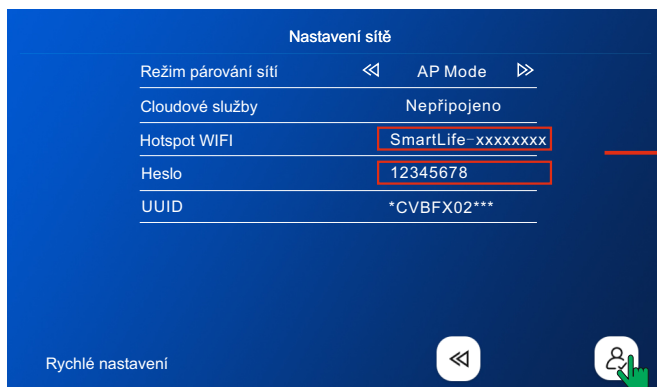 Nastavení sítě
Režim párování sítí AP Mode
Cloudové služby Nepřipojeno
Hotspot WIFI SmartLife-xxxxxxxx
Heslo 12345678
UUID *CVBFX02***
Rychlé nastavení